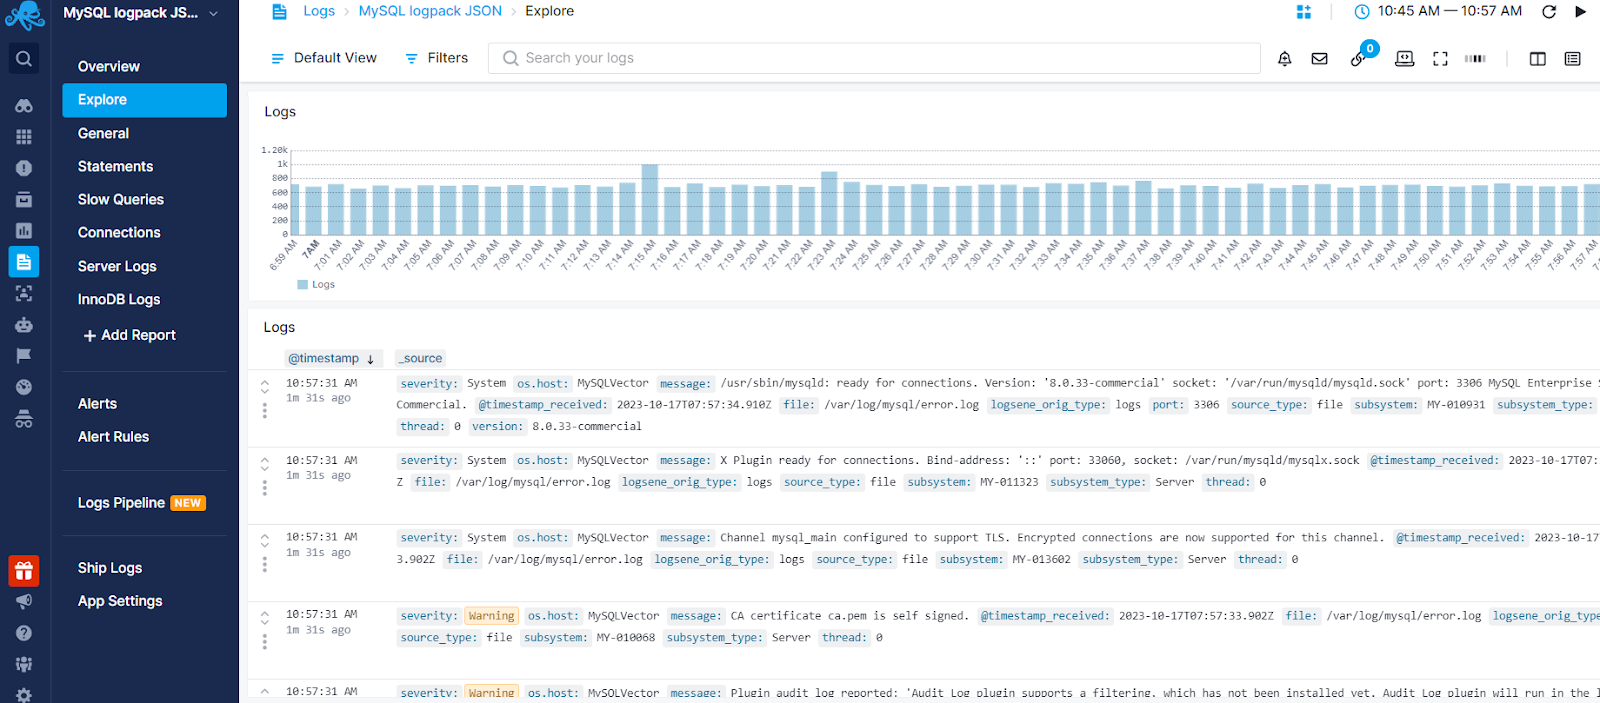 MySQL logpack JS...
Overview
Explore
General
Statements
Slow Queries
Connections
Server Logs
InnoDB Logs
+ Add Report
Alerts
Alert Rules
Logs Pipeline NEW
Ship Logs
App Settings
Logs > MySQL logpack JSON > Explore
10:45 AM — 10:57 AM
Default View
Filters
Search your logs
0
Logs
1.20k
1k
800
600
400
200
0
6:59 AM 7AM 7:01 AM 7:02 AM 7:03 AM 7:04 AM 7:05 AM 7:06 AM 7:07 AM 7:08 AM 7:09 AM 7:10 AM 7:11 AM 7:12 AM 7:13 AM 7:14 AM 7:15 AM 7:16 AM 7:17 AM 7:18 AM 7:19 AM 7:20 AM 7:21 AM 7:22 AM 7:23 AM 7:24 AM 7:25 AM 7:26 AM 7:27 AM 7:28 AM 7:29 AM 7:30 AM 7:31 AM 7:32 AM 7:33 AM 7:34 AM 7:35 AM 7:36 AM 7:37 AM 7:38 AM 7:39 AM 7:40 AM 7:41 AM 7:42 AM 7:43 AM 7:44 AM 7:45 AM 7:46 AM 7:47 AM 7:48 AM 7:49 AM 7:50 AM 7:51 AM 7:52 AM 7:53 AM 7:54 AM 7:55 AM 7:56 AM 7:57 AM
Logs
Logs
@timestamp ↓ _source
10:57:31 AM
1m 31s ago
severity: System os.host: MySQLVector message: /usr/sbin/mysqld: ready for connections. Version: '8.0.33-commercial' socket: '/var/run/mysqld/mysqld.sock' port: 3306 MySQL Enterprise S
Commercial. @timestamp_received: 2023-10-17T07:57:34.910Z file: /var/log/mysql/error.log logsene_orig_type: logs port: 3306 source_type: file subsystem: MY-010931 subsystem_type:
thread: 0 version: 8.0.33-commercial
10:57:31 AM
1m 31s ago
severity: System os.host: MySQLVector message: X Plugin ready for connections. Bind-address: '::' port: 33060, socket: /var/run/mysqld/mysqlx.sock @timestamp_received: 2023-10-17T07:
Z file: /var/log/mysql/error.log logsene_orig_type: logs source_type: file subsystem: MY-011323 subsystem_type: Server thread: 0
10:57:31 AM
1m 31s ago
severity: System os.host: MySQLVector message: Channel mysql_main configured to support TLS. Encrypted connections are now supported for this channel. @timestamp_received: 2023-10-17
3.902Z file: /var/log/mysql/error.log logsene_orig_type: logs source_type: file subsystem: MY-013602 subsystem_type: Server thread: 0
10:57:31 AM
1m 31s ago
severity: Warning os.host: MySQLVector message: CA certificate ca.pem is self signed. @timestamp_received: 2023-10-17T07:57:33.902Z file: /var/log/mysql/error.log logsene_orig_type
source_type: file subsystem: MY-010068 subsystem_type: Server thread: 0
10:57:31 AM
severity: Warning os.host: MySQLVector message: Plugin audit_log reported: 'Audit Log plugin supports a filtering, which has not been installed yet. Audit Log plugin will run in the l